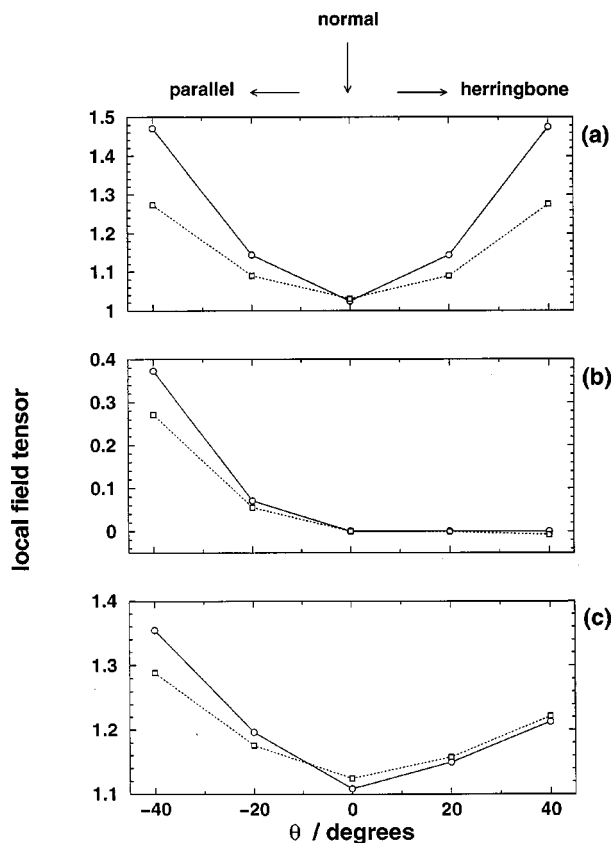 normal
parallel ← → herringbone
1.5
1.4
1.3
1.2
1.1
1
(a)
0.4
0.3
0.2
0.1
0
(b)
local field tensor
1.4
1.3
1.2
1.1
(c)
−40 −20 0 20 40
θ / degrees